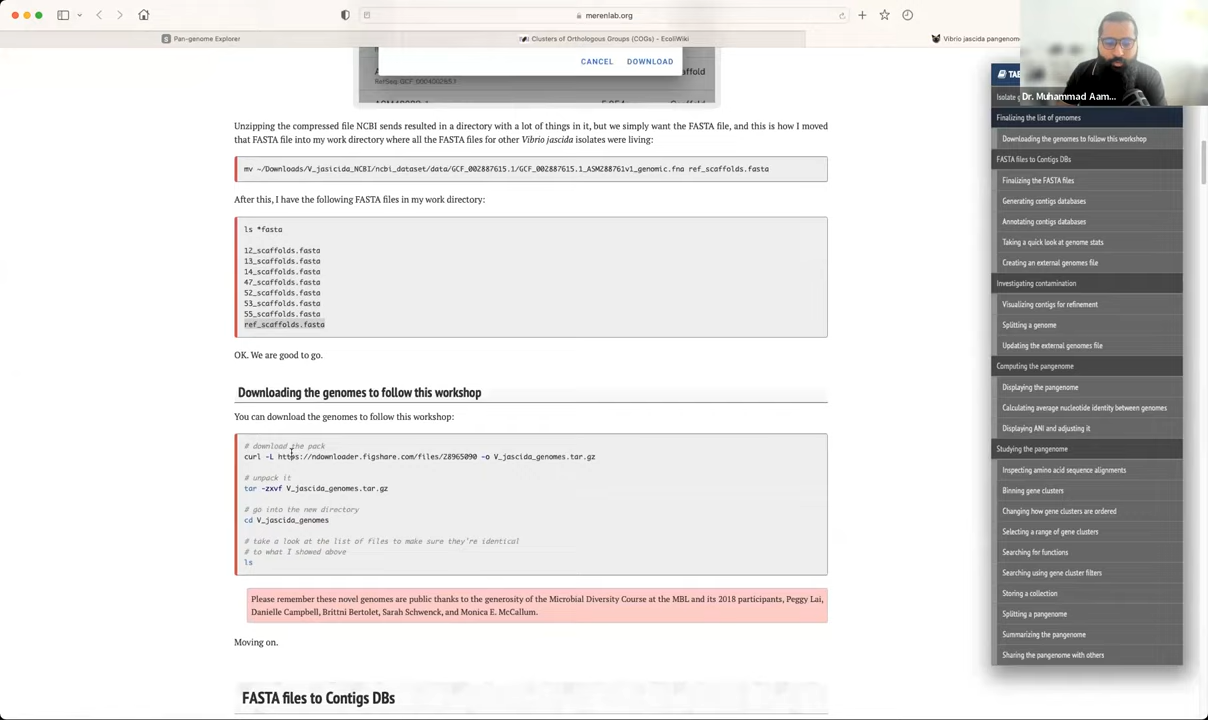 merenlab.org
Pan-genome Explorer
Clusters of Orthologous Groups (COGs) - EcoliWiki
Vibrio jascida pangenome
CANCEL DOWNLOAD
Unzipping the compressed file NCBI sends resulted in a directory with a lot of things in it, but we simply want the FASTA file, and this is how I moved
that FASTA file into my work directory where all the FASTA files for other Vibrio jascida isolates were living:
mv ~/Downloads/V_jasicida_NCBI/ncbi_dataset/data/GCF_002887615.1/GCF_002887615.1_ASM288761v1_genomic.fna ref_scaffolds.fasta
After this, I have the following FASTA files in my work directory:
ls *fasta
12_scaffolds.fasta
13_scaffolds.fasta
14_scaffolds.fasta
47_scaffolds.fasta
52_scaffolds.fasta
53_scaffolds.fasta
55_scaffolds.fasta
ref_scaffolds.fasta
OK. We are good to go.
Downloading the genomes to follow this workshop
You can download the genomes to follow this workshop:
# download the pack
curl -L https://ndownloader.figshare.com/files/28965090 -o V_jascida_genomes.tar.gz
# unpack it
tar -zxvf V_jascida_genomes.tar.gz
# go into the new directory
cd V_jascida_genomes
# take a look at the list of files to make sure they're identical
# to what I showed above
ls
Please remember these novel genomes are public thanks to the generosity of the Microbial Diversity Course at the MBL and its 2018 participants, Peggy Lai,
Danielle Campbell, Brittni Bertolet, Sarah Schwenck, and Monica E. McCallum.
Moving on.
FASTA files to Contigs DBs
Dr. Muhammad Aam...
Finalizing the list of genomes
Downloading the genomes to follow this workshop
FASTA files to Contigs DBs
Finalizing the FASTA files
Generating contigs databases
Annotating contigs databases
Taking a quick look at genome stats
Creating an external genomes file
Investigating contamination
Visualizing contigs for refinement
Splitting a genome
Updating the external genomes file
Computing the pangenome
Displaying the pangenome
Calculating average nucleotide identity between genomes
Displaying ANI and adjusting it
Studying the pangenome
Inspecting amino acid sequence alignments
Binning gene clusters
Changing how gene clusters are ordered
Selecting a range of gene clusters
Searching for functions
Searching using gene cluster filters
Storing a collection
Splitting a pangenome
Summarizing the pangenome
Sharing the pangenome with others